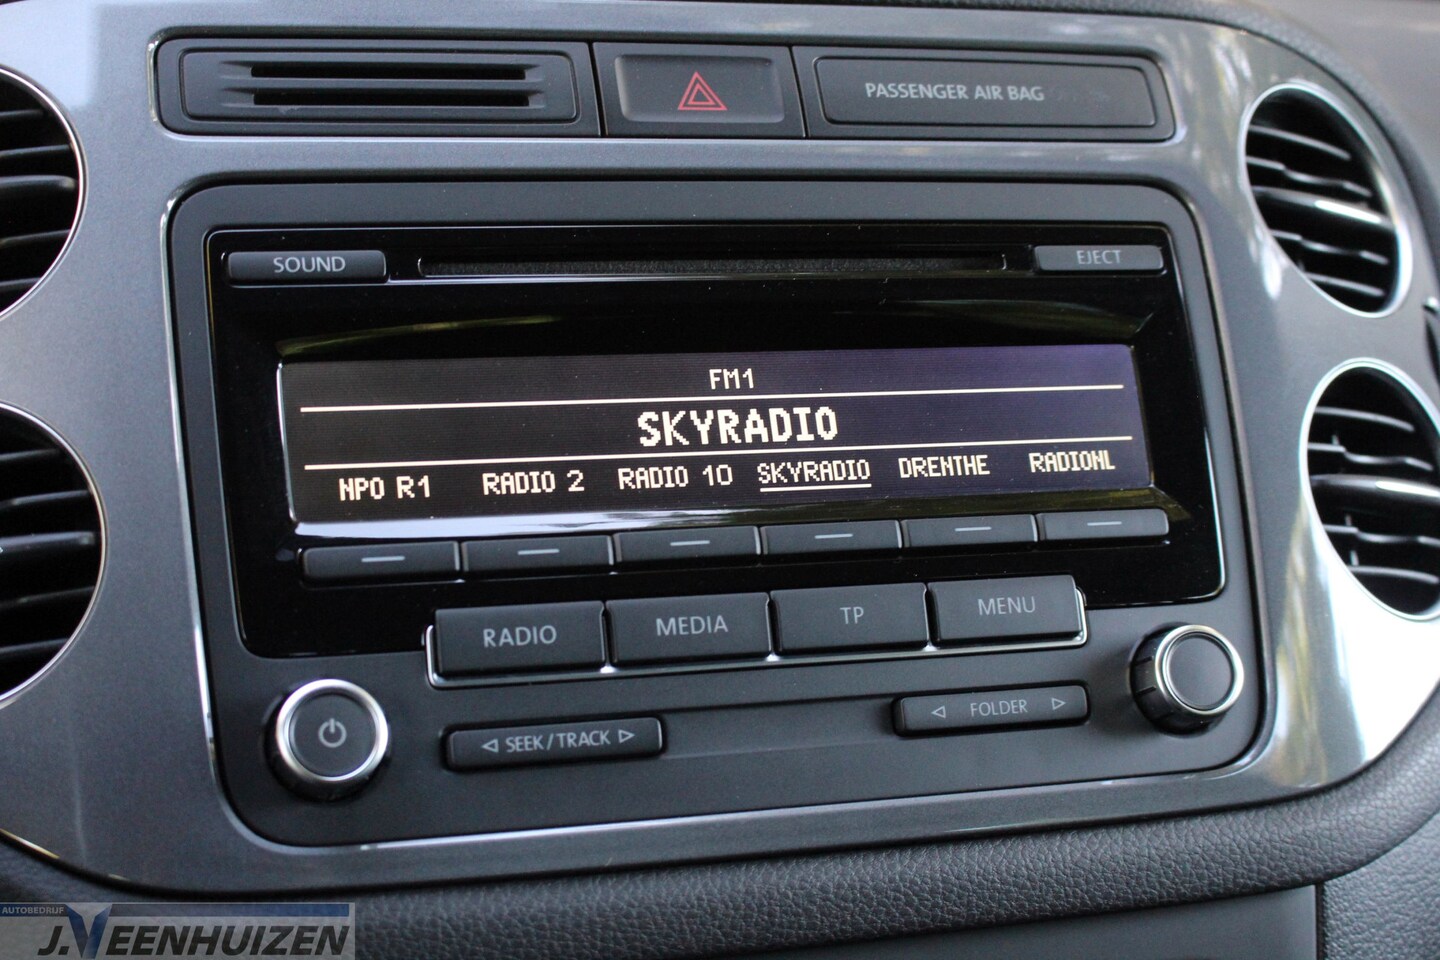 PASSENGER AIR BAG
SOUND
EJECT
FM1
SKYRADIO
NPO R1 RADIO 2 RADIO 10 SKYRADIO DRENTHE RADIONL
RADIO MEDIA TP MENU
SEEK/TRACK
FOLDER
AUTOBEDRIJF
J.VEENHUIZEN